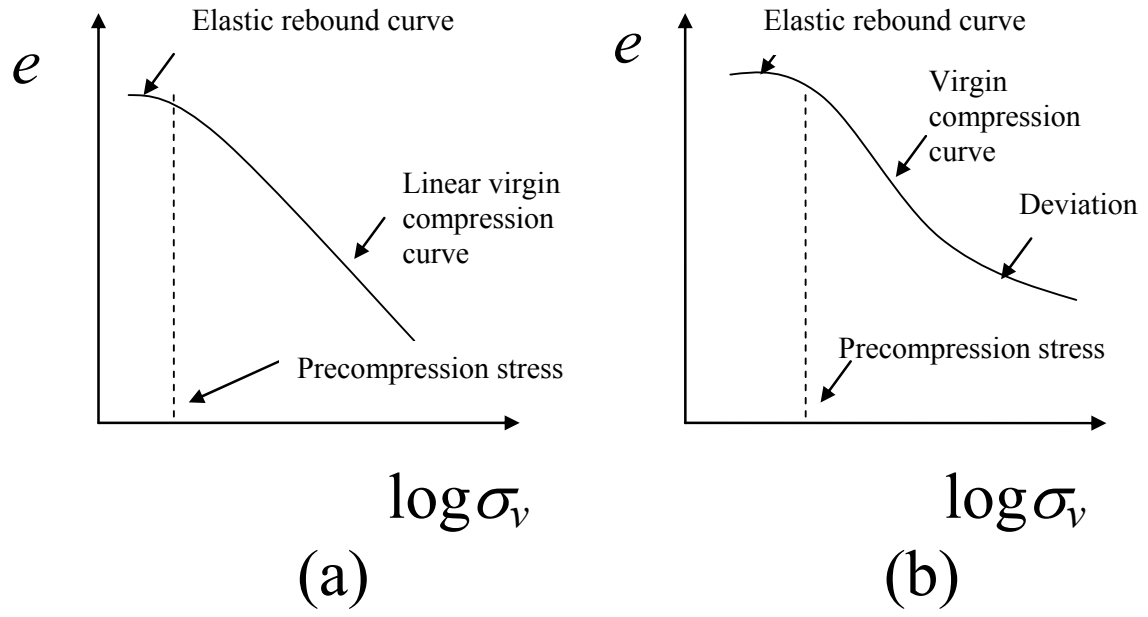 Elastic rebound curve
e
Linear virgin
compression
curve
Precompression stress
log σv
(a)
Elastic rebound curve
e
Virgin
compression
curve
Deviation
Precompression stress
log σv
(b)